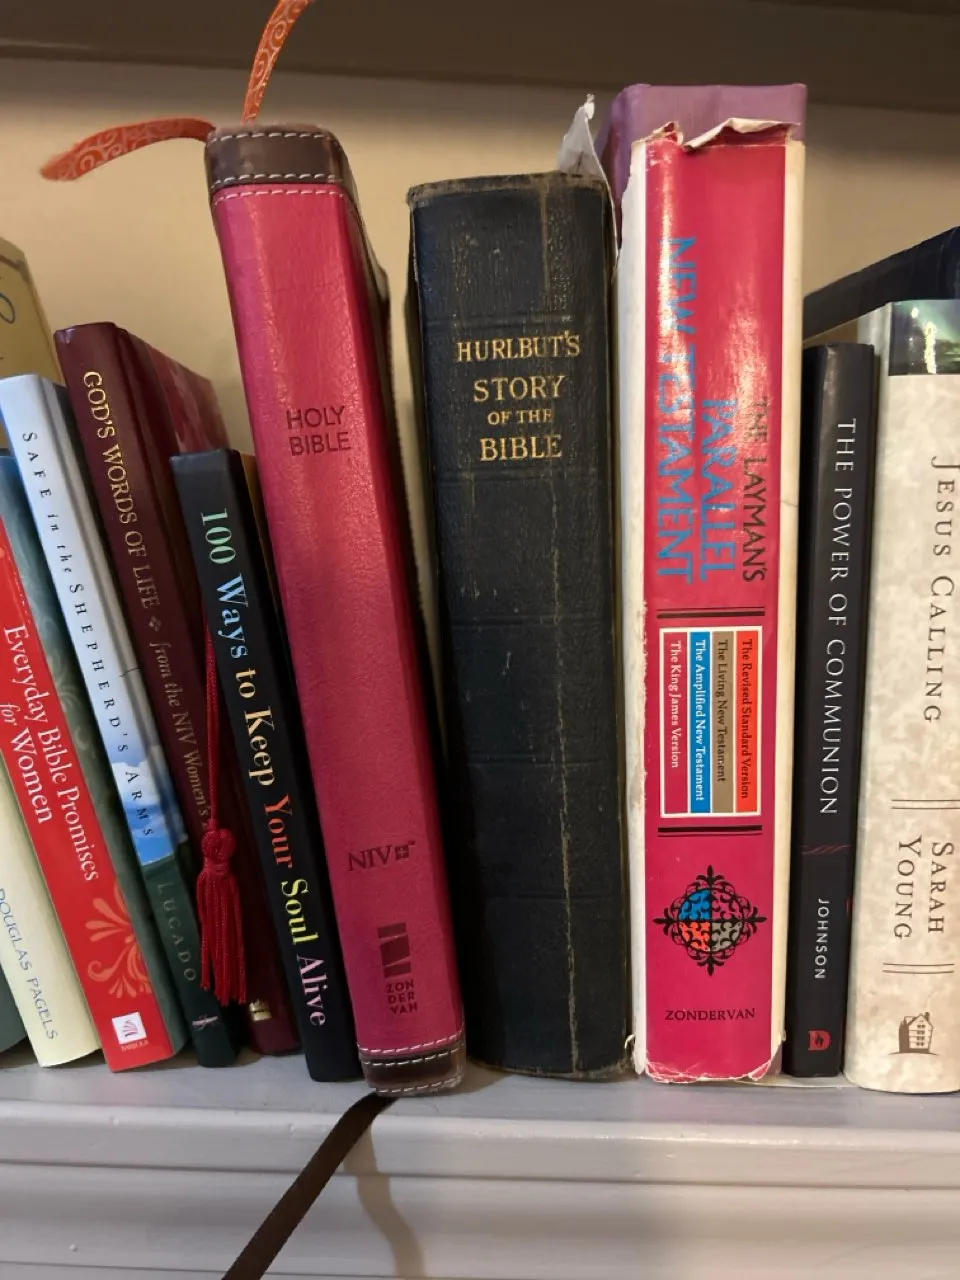 DOUGLAS PAGELS
Everyday Bible Promises
for Women
SAFE in the SHEPHERD'S ARMS
LUCADO
GOD'S WORDS OF LIFE
from the NIV Women's
100 Ways to Keep Your Soul Alive
HOLY
BIBLE
NIV
ZON
DER
VAN
HURLBUT'S
STORY
OF THE
BIBLE
THE LAYMAN'S
PARALLEL
NEW TESTAMENT
The Revised Standard Version
The Living New Testament
The Amplified New Testament
The King James Version
ZONDERVAN
THE POWER OF COMMUNION
JOHNSON
JESUS CALLING
SARAH
YOUNG